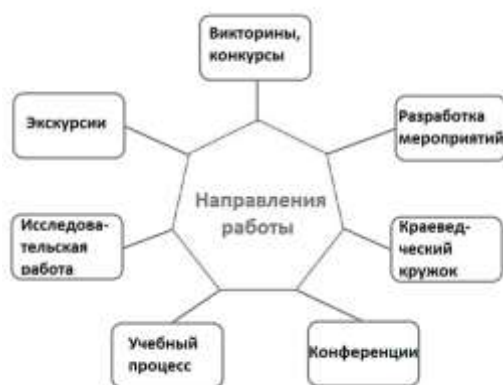 Викторины,
конкурсы
Экскурсии
Разработка
мероприятий
Направления
работы
Исследова-
тельская
работа
Краевед-
ческий
кружок
Учебный
процесс
Конференции